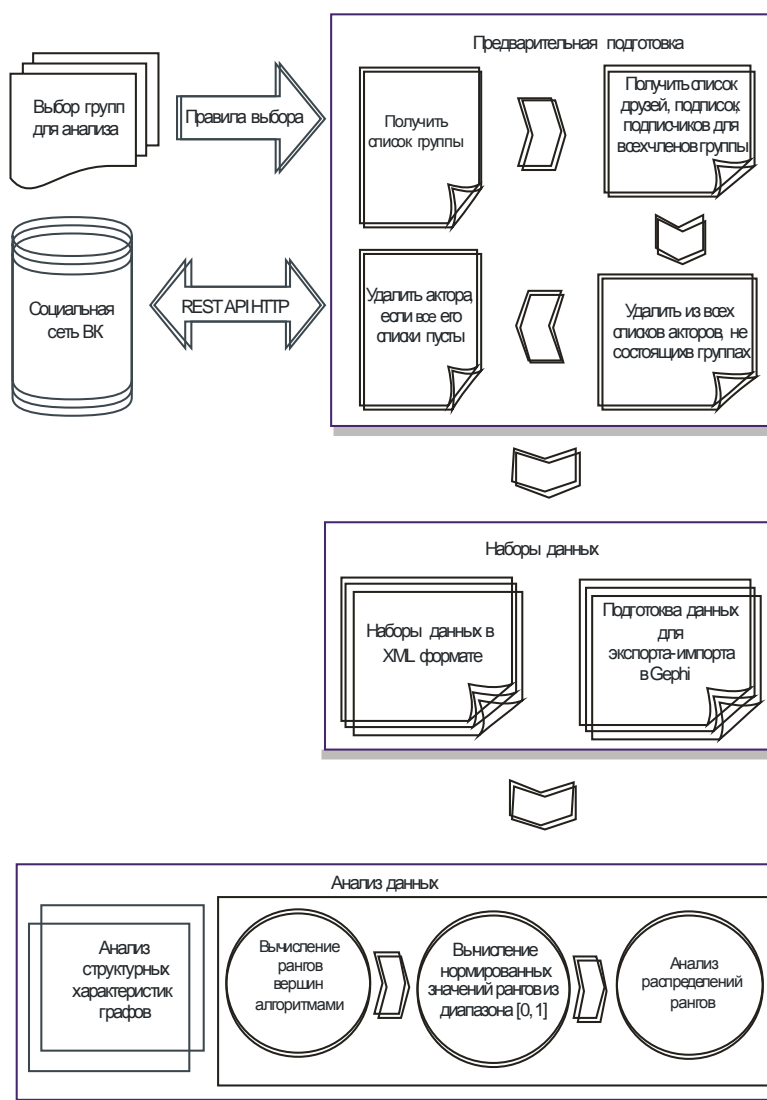 Предварительная подготовка
Выбор групп
для анализа
Правила выбора
Получить
список группы
Получить список
друзей, подписок,
подписчиков для
всех членов группы
Социальная
сеть ВК
REST API HTTP
Удалить актора,
если все его
списки пусты
Удалить из всех
списков акторов, не
состоящих в группах
Наборы данных
Наборы данных в
XML формате
Подготоква данных
для
экспорта-импорта
в Gephi
Анализ данных
Анализ
структурных
характеристик
графов
Вычисление
рангов
вершин
алгоритмами
Вычисление
нормированных
значений рангов из
диапазона [0, 1]
Анализ
распределений
рангов